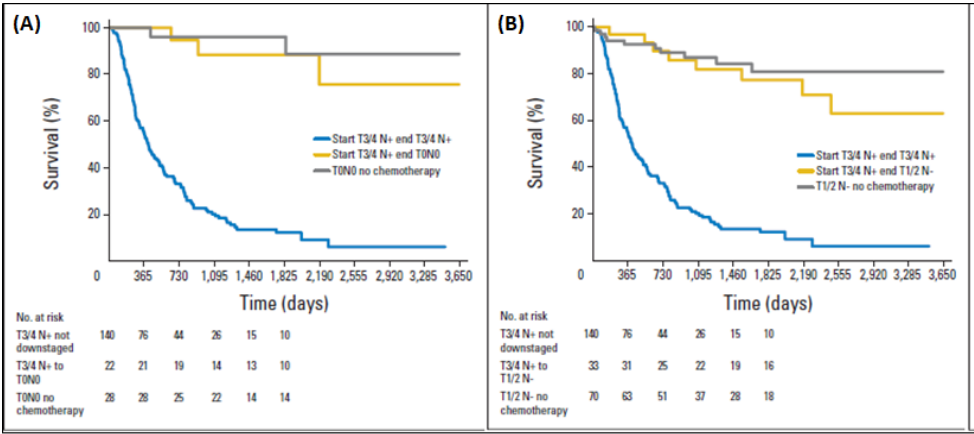 (A)
100
80
60
40
20
Survival (%)
Start T3/4 N+ end T3/4 N+
Start T3/4 N+ end T0N0
T0N0 no chemotherapy
0 365 730 1,095 1,460 1,825 2,190 2,555 2,920 3,285 3,650
Time (days)
No. at risk
T3/4 N+ not 140 76 44 26 15 10
downstaged
T3/4 N+ to 22 21 19 14 13 10
T0N0
T0N0 no 28 28 25 22 14 14
chemotherapy
(B)
100
80
60
40
20
Survival (%)
Start T3/4 N+ end T3/4 N+
Start T3/4 N+ end T1/2 N-
T1/2 N- no chemotherapy
0 365 730 1,095 1,460 1,825 2,190 2,555 2,920 3,285 3,650
Time (days)
No. at risk
T3/4 N+ not 140 76 44 26 15 10
downstaged
T3/4 N+ to 33 31 25 22 19 16
T1/2 N-
T1/2 N- no 70 63 51 37 28 18
chemotherapy